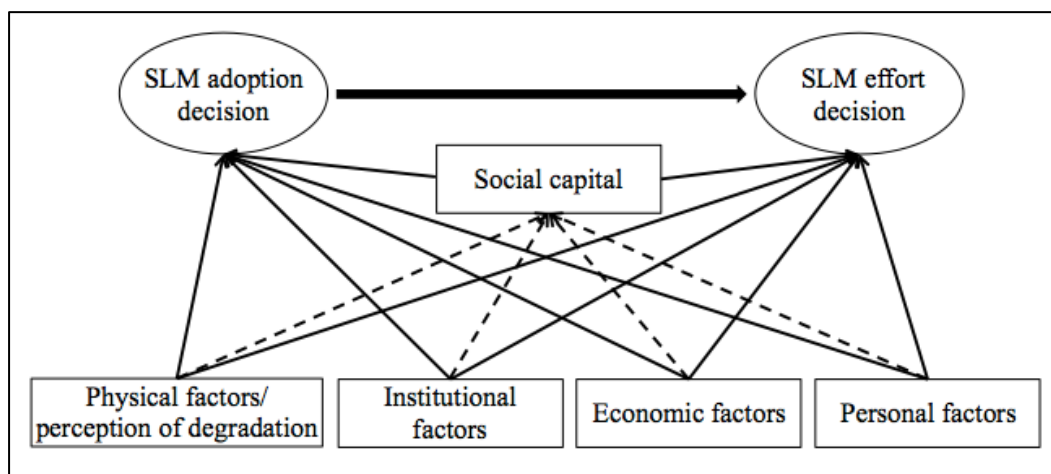 SLM adoption
decision
SLM effort
decision
Social capital
Physical factors/
perception of degradation
Institutional
factors
Economic factors
Personal factors